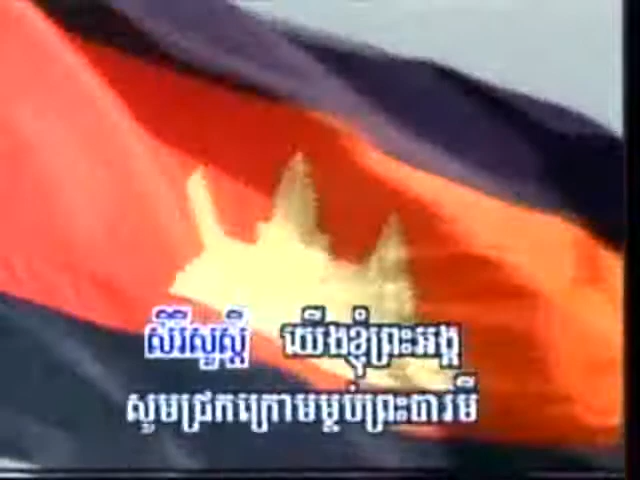 សិរីសួស្តី យើងខ្ញុំព្រះអង្គ
សូមជ្រកក្រោមម្លប់ព្រះបារមី